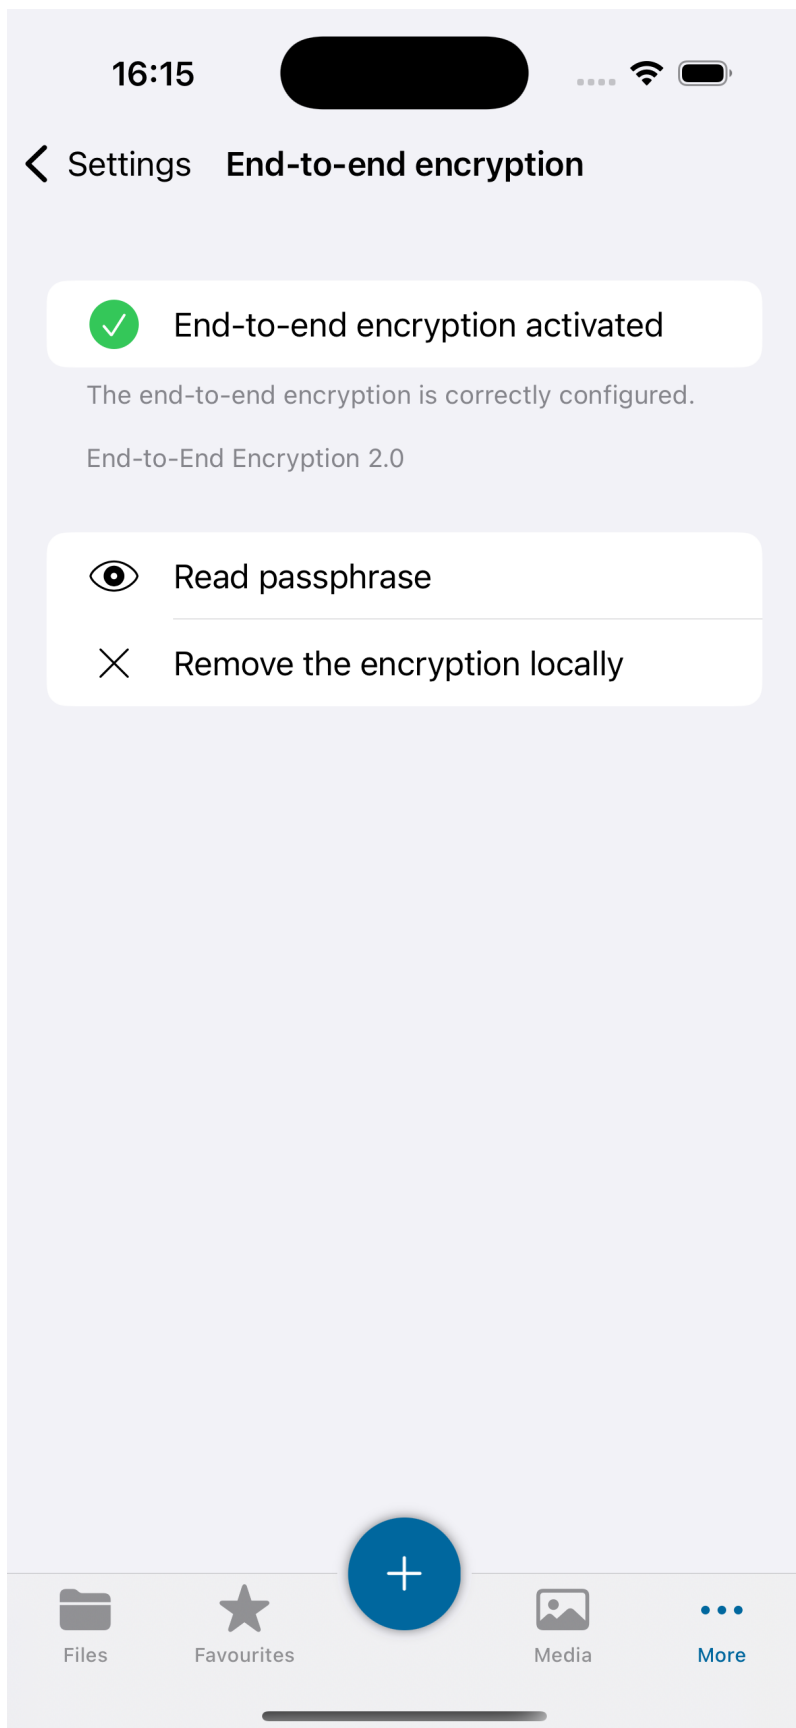 16:15
Settings End-to-end encryption
End-to-end encryption activated
The end-to-end encryption is correctly configured.
End-to-End Encryption 2.0
Read passphrase
Remove the encryption locally
Files Favourites Media More